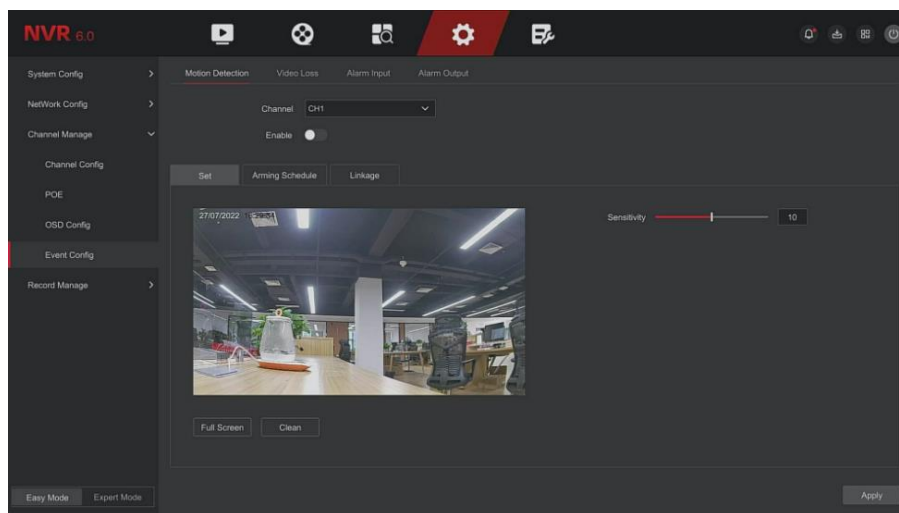 NVR 6.0
System Config
NetWork Config
Channel Manage
Channel Config
POE
OSD Config
Event Config
Record Manage
Easy Mode Expert Mode
Motion Detection Video Loss Alarm Input Alarm Output
Channel CH1
Enable
Set Arming Schedule Linkage
27/07/2022
Sensitivity 10
Full Screen Clean
Apply